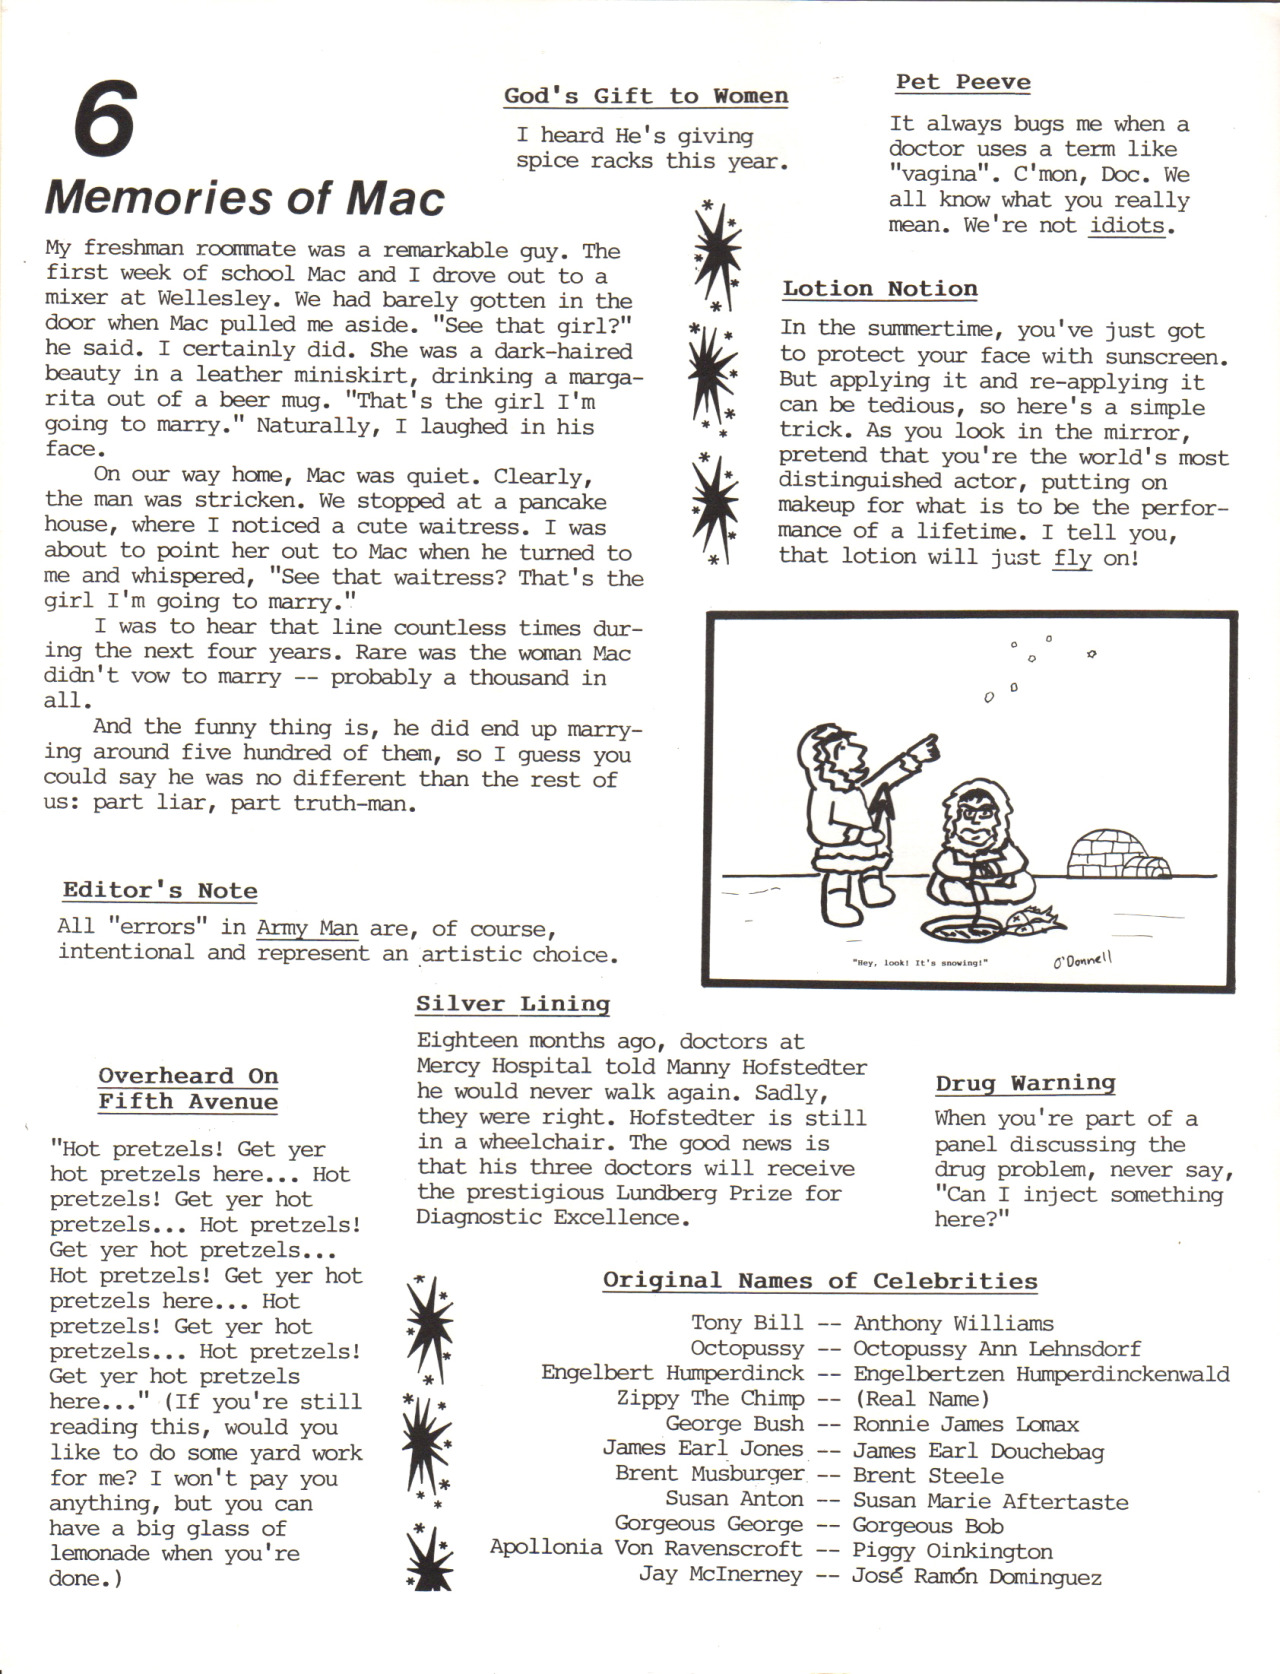 6
Memories of Mac
My freshman roommate was a remarkable guy. The
first week of school Mac and I drove out to a
mixer at Wellesley. We had barely gotten in the
door when Mac pulled me aside. "See that girl?"
he said. I certainly did. She was a dark-haired
beauty in a leather miniskirt, drinking a marga-
rita out of a beer mug. "That's the girl I'm
going to marry." Naturally, I laughed in his
face.
On our way home, Mac was quiet. Clearly,
the man was stricken. We stopped at a pancake
house, where I noticed a cute waitress. I was
about to point her out to Mac when he turned to
me and whispered, "See that waitress? That's the
girl I'm going to marry."
I was to hear that line countless times dur-
ing the next four years. Rare was the woman Mac
didn't vow to marry -- probably a thousand in
all.
And the funny thing is, he did end up marry-
ing around five hundred of them, so I guess you
could say he was no different than the rest of
us: part liar, part truth-man.
God's Gift to Women
I heard He's giving
spice racks this year.
Pet Peeve
It always bugs me when a
doctor uses a term like
"vagina". C'mon, Doc. We
all know what you really
mean. We're not idiots.
Lotion Notion
In the summertime, you've just got
to protect your face with sunscreen.
But applying it and re-applying it
can be tedious, so here's a simple
trick. As you look in the mirror,
pretend that you're the world's most
distinguished actor, putting on
makeup for what is to be the perfor-
mance of a lifetime. I tell you,
that lotion will just fly on!
"Hey, look! It's snowing!"
O'Donnell
Editor's Note
All "errors" in Army Man are, of course,
intentional and represent an artistic choice.
Silver Lining
Eighteen months ago, doctors at
Mercy Hospital told Manny Hofstedter
he would never walk again. Sadly,
they were right. Hofstedter is still
in a wheelchair. The good news is
that his three doctors will receive
the prestigious Lundberg Prize for
Diagnostic Excellence.
Drug Warning
When you're part of a
panel discussing the
drug problem, never say,
"Can I inject something
here?"
Overheard On
Fifth Avenue
"Hot pretzels! Get yer
hot pretzels here... Hot
pretzels! Get yer hot
pretzels... Hot pretzels!
Get yer hot pretzels...
Hot pretzels! Get yer hot
pretzels here... Hot
pretzels! Get yer hot
pretzels... Hot pretzels!
Get yer hot pretzels
here..." (If you're still
reading this, would you
like to do some yard work
for me? I won't pay you
anything, but you can
have a big glass of
lemonade when you're
done.)
Original Names of Celebrities
Tony Bill -- Anthony Williams
Octopussy -- Octopussy Ann Lehnsdorf
Engelbert Humperdinck -- Engelbertzen Humperdinckenwald
Zippy The Chimp -- (Real Name)
George Bush -- Ronnie James Lomax
James Earl Jones -- James Earl Douchebag
Brent Musburger -- Brent Steele
Susan Anton -- Susan Marie Aftertaste
Gorgeous George -- Gorgeous Bob
Apollonia Von Ravenscroft -- Piggy Oinkington
Jay McInerney -- José Ramón Dominguez